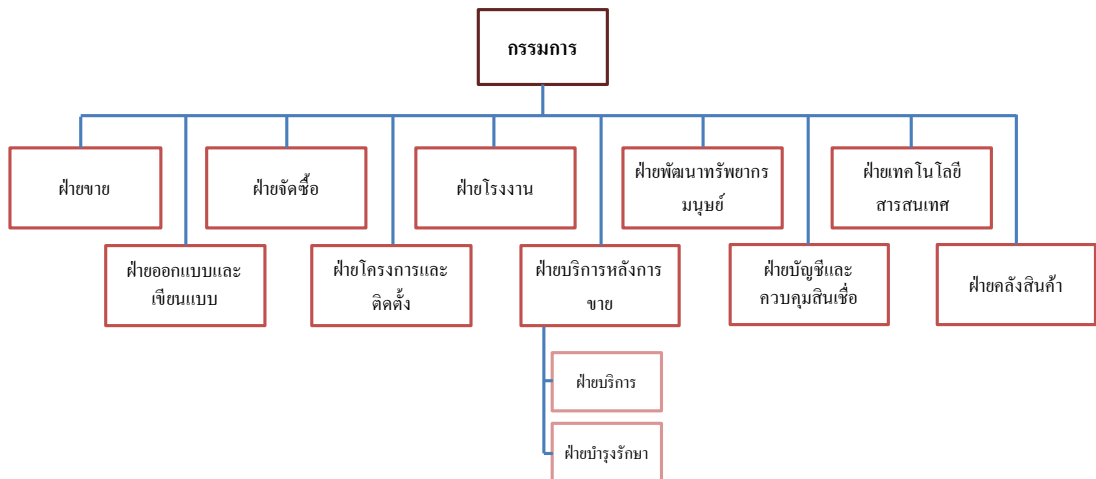 กรรมการ
ฝ่ายขาย
ฝ่ายจัดซื้อ
ฝ่ายโรงงาน
ฝ่ายพัฒนาทรัพยากร
มนุษย์
ฝ่ายเทคโนโลยี
สารสนเทศ
ฝ่ายออกแบบและ
เขียนแบบ
ฝ่ายโครงการและ
ติดตั้ง
ฝ่ายบริการหลังการ
ขาย
ฝ่ายบัญชีและ
ควบคุมสินเชื่อ
ฝ่ายคลังสินค้า
ฝ่ายบริการ
ฝ่ายบำรุงรักษา